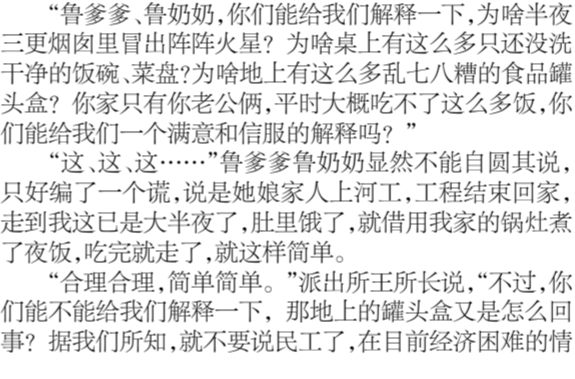 “鲁爹爹、鲁奶奶，你们能给我们解释一下，为啥半夜
三更烟囱里冒出阵阵火星？为啥桌上有这么多只还没洗
干净的饭碗、菜盘？为啥地上有这么多乱七八糟的食品罐
头盒？你家只有你老公俩，平时大概吃不了这么多饭，你
们能给我们一个满意和信服的解释吗？”
“这、这、这……”鲁爹爹鲁奶奶显然不能自圆其说，
只好编了一个谎，说是她娘家人上河工，工程结束回家，
走到我这已是大半夜了，肚里饿了，就借用我家的锅灶煮
了夜饭，吃完就走了，就这样简单。
“合理合理，简单简单。”派出所王所长说，“不过，你
们能不能给我们解释一下，那地上的罐头盒又是怎么回
事？据我们所知，就不要说民工了，在目前经济困难的情